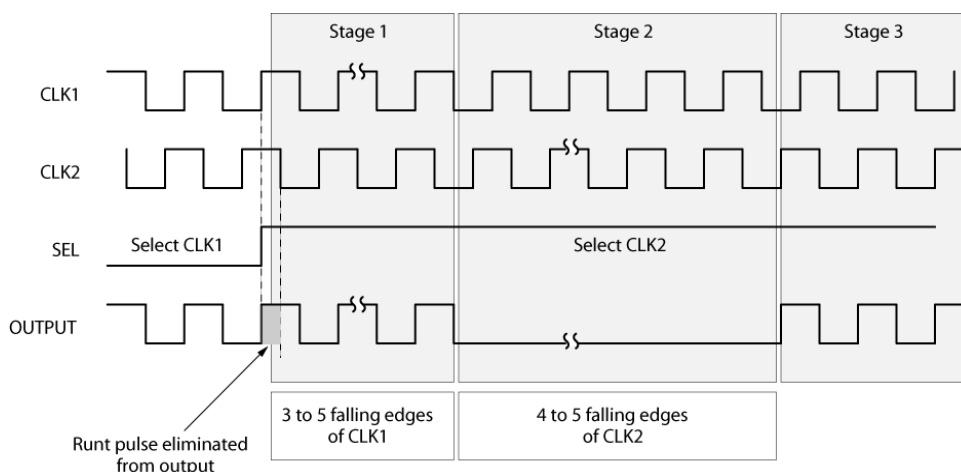 Stage 1
Stage 2
Stage 3
CLK1
CLK2
SEL
Select CLK1
Select CLK2
OUTPUT
Runt pulse eliminated
from output
3 to 5 falling edges
of CLK1
4 to 5 falling edges
of CLK2